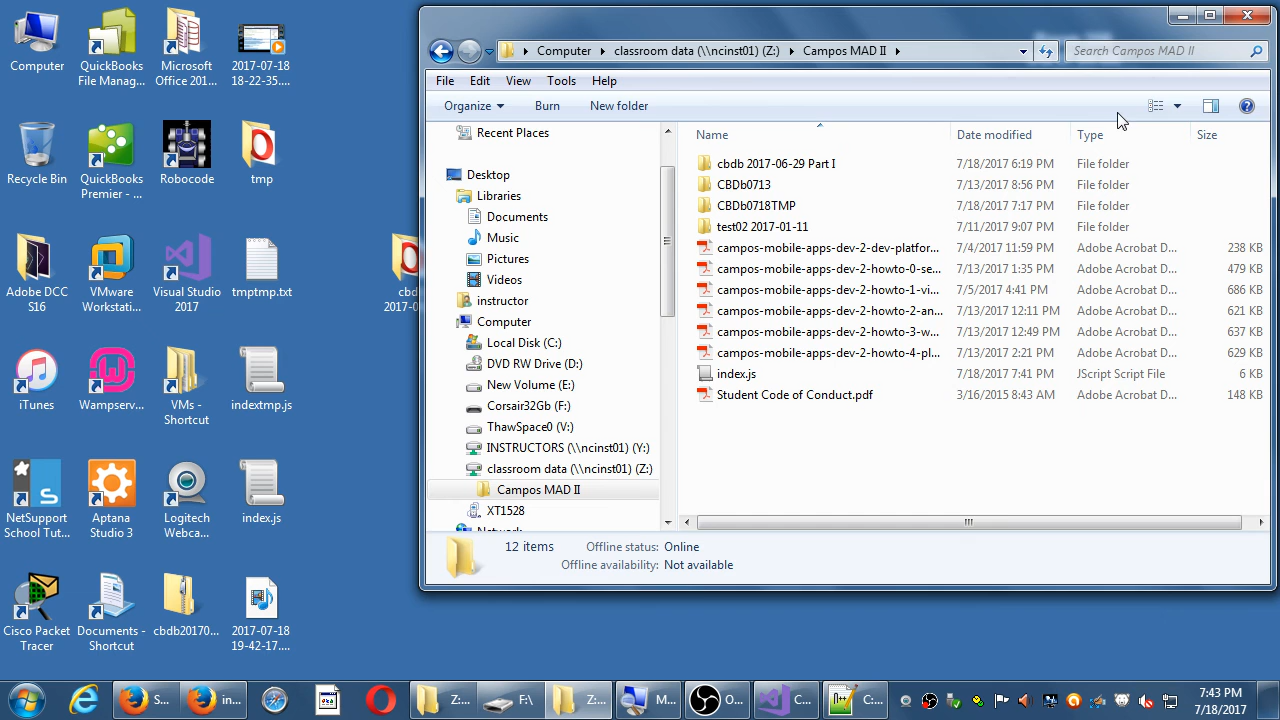 Computer
QuickBooks
File Manag...
Microsoft
Office 201...
2017-07-18
18-22-35....
Recycle Bin
QuickBooks
Premier - ...
Robocode
tmp
Adobe DCC
S16
VMware
Workstati...
Visual Studio
2017
tmptmp.txt
cbd
2017-0
iTunes
Wampserv...
VMs -
Shortcut
indextmp.js
NetSupport
School Tut...
Aptana
Studio 3
Logitech
Webca...
index.js
Cisco Packet
Tracer
Documents -
Shortcut
cbdb20170...
2017-07-18
19-42-17....
Computer classroom data (\\ncinst01) (Z:) Campos MAD II
Search Campos MAD II
File Edit View Tools Help
Organize Burn New folder
Recent Places
Desktop
Libraries
Documents
Music
Pictures
Videos
instructor
Computer
Local Disk (C:)
DVD RW Drive (D:)
New Volume (E:)
Corsair32Gb (F:)
ThawSpace0 (V:)
INSTRUCTORS (\\ncinst01) (Y:)
classroom data (\\ncinst01) (Z:)
Campos MAD II
XT1528
Network
Name Date modified Type Size
cbdb 2017-06-29 Part I 7/18/2017 6:19 PM File folder
CBDb0713 7/13/2017 8:56 PM File folder
CBDb0718TMP 7/18/2017 7:17 PM File folder
test02 2017-01-11 7/11/2017 9:07 PM File folder
campos-mobile-apps-dev-2-dev-platfor... 7/6/2017 11:59 PM Adobe Acrobat D... 238 KB
campos-mobile-apps-dev-2-howto-0-se... 7/13/2017 1:35 PM Adobe Acrobat D... 479 KB
campos-mobile-apps-dev-2-howto-1-vi... 7/5/2017 4:41 PM Adobe Acrobat D... 686 KB
campos-mobile-apps-dev-2-howto-2-an... 7/13/2017 12:11 PM Adobe Acrobat D... 621 KB
campos-mobile-apps-dev-2-howto-3-w... 7/13/2017 12:49 PM Adobe Acrobat D... 637 KB
campos-mobile-apps-dev-2-howto-4-pl... 7/13/2017 2:21 PM Adobe Acrobat D... 629 KB
index.js 7/18/2017 7:41 PM JScript Script File 6 KB
Student Code of Conduct.pdf 3/16/2015 8:43 AM Adobe Acrobat D... 148 KB
12 items Offline status: Online
Offline availability: Not available
S... in... Z:... F:\ Z:... M... O... C... C:...
7:43 PM
7/18/2017